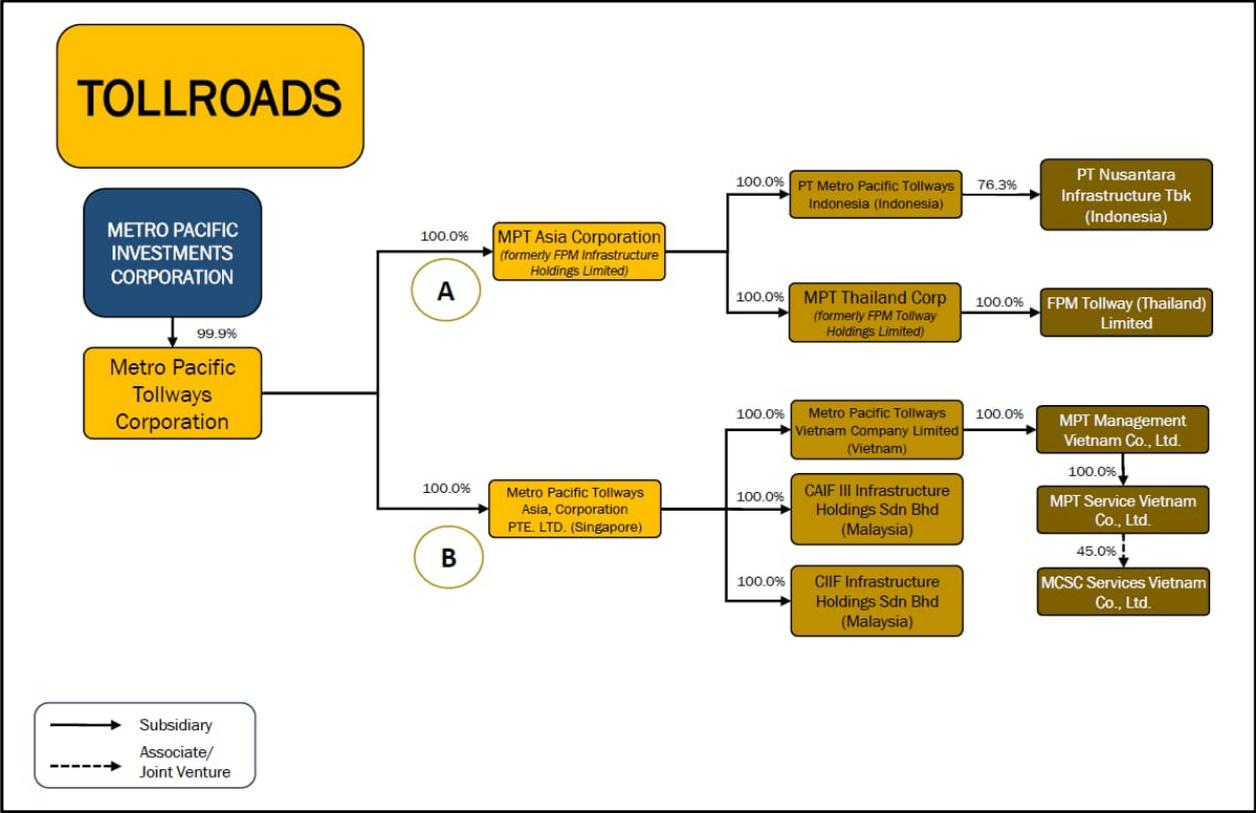 TOLLROADS
METRO PACIFIC
INVESTMENTS
CORPORATION
99.9%
Metro Pacific
Tollways
Corporation
100.0%
A
MPT Asia Corporation
(formerly FPM Infrastructure
Holdings Limited)
100.0%
PT Metro Pacific Tollways
Indonesia (Indonesia)
76.3%
PT Nusantara
Infrastructure Tbk
(Indonesia)
100.0%
MPT Thailand Corp
(formerly FPM Tollway
Holdings Limited)
100.0%
FPM Tollway (Thailand)
Limited
100.0%
B
Metro Pacific Tollways
Asia, Corporation
PTE. LTD. (Singapore)
100.0%
Metro Pacific Tollways
Vietnam Company Limited
(Vietnam)
100.0%
MPT Management
Vietnam Co., Ltd.
100.0%
MPT Service Vietnam
Co., Ltd.
45.0%
MCSC Services Vietnam
Co., Ltd.
100.0%
CAIF III Infrastructure
Holdings Sdn Bhd
(Malaysia)
100.0%
CIIF Infrastructure
Holdings Sdn Bhd
(Malaysia)
Subsidiary
Associate/
Joint Venture